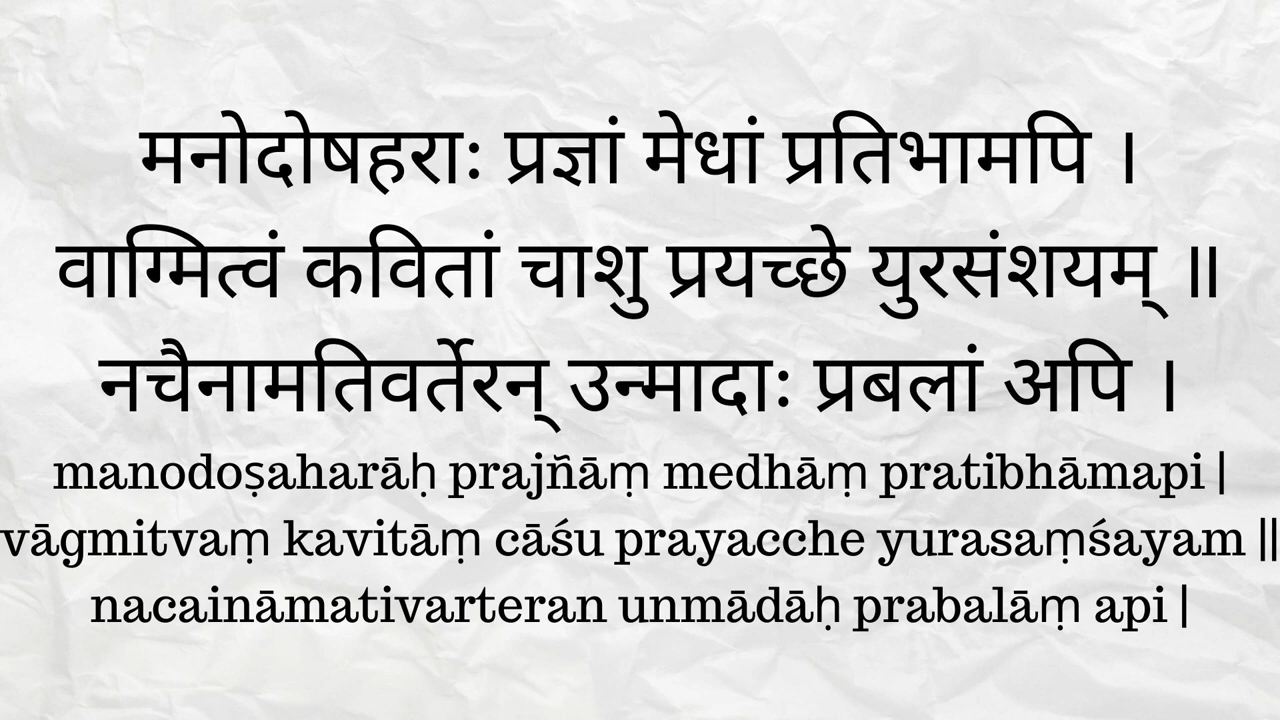 मनोदोषहराः प्रज्ञां मेधां प्रतिभामपि ।
वाग्मित्वं कवितां चाशु प्रयच्छे युरसंशयम् ॥
नचैनामतिवर्तेरन् उन्मादाः प्रबलां अपि ।
manodoṣaharāḥ prajñāṃ medhāṃ pratibhāmapi |
vāgmitvaṃ kavitāṃ cāśu prayacche yurasaṃśayam ||
nacaināmativarteran unmādāḥ prabalāṃ api |